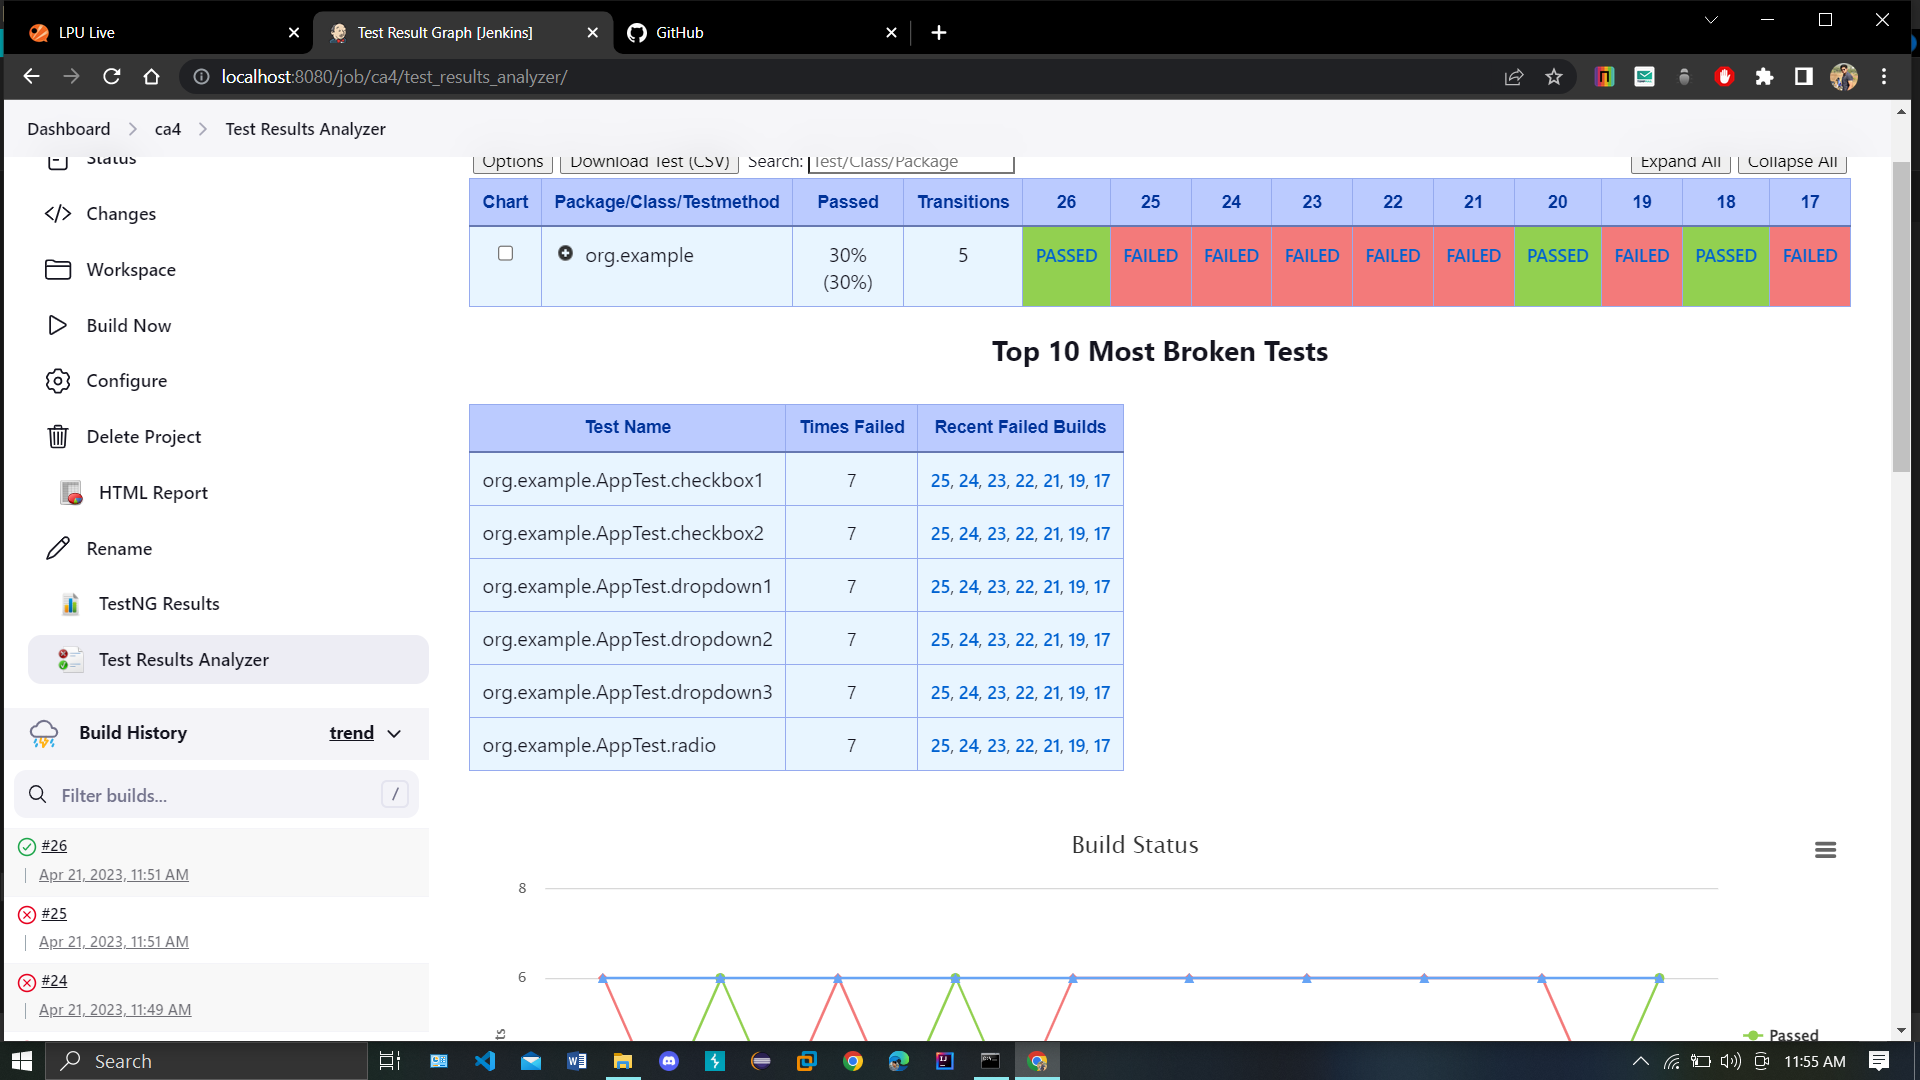 LPU Live
Test Result Graph [Jenkins]
GitHub
localhost:8080/job/ca4/test_results_analyzer/
Dashboard
ca4
Test Results Analyzer
Status
Changes
Workspace
Build Now
Configure
Delete Project
HTML Report
Rename
TestNG Results
Test Results Analyzer
Build History
trend
Filter builds...
/
#26
Apr 21, 2023, 11:51 AM
#25
Apr 21, 2023, 11:51 AM
#24
Apr 21, 2023, 11:49 AM
Options
Download Test (CSV)
Search:
Test/Class/Package
Expand All
Collapse All
Chart Package/Class/Testmethod Passed Transitions 26 25 24 23 22 21 20 19 18 17
org.example 30% 5 PASSED FAILED FAILED FAILED FAILED FAILED PASSED FAILED PASSED FAILED
(30%)
Top 10 Most Broken Tests
Test Name Times Failed Recent Failed Builds
org.example.AppTest.checkbox1 7 25, 24, 23, 22, 21, 19, 17
org.example.AppTest.checkbox2 7 25, 24, 23, 22, 21, 19, 17
org.example.AppTest.dropdown1 7 25, 24, 23, 22, 21, 19, 17
org.example.AppTest.dropdown2 7 25, 24, 23, 22, 21, 19, 17
org.example.AppTest.dropdown3 7 25, 24, 23, 22, 21, 19, 17
org.example.AppTest.radio 7 25, 24, 23, 22, 21, 19, 17
Build Status
8
6
ts
Passed
Search
11:55 AM